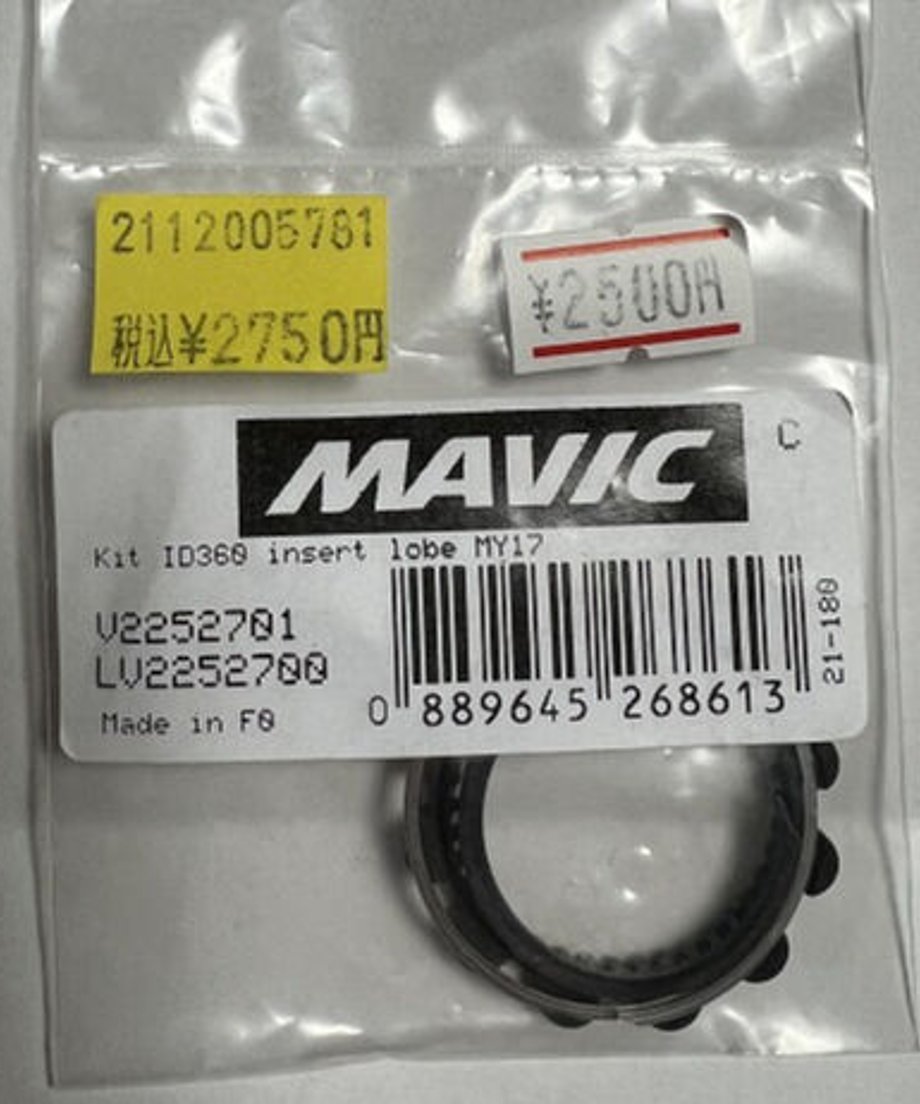 2112005781
税込¥2750円
¥2500円
MAVIC
C
Kit ID360 insert lobe MY17
V2252701
LV2252700
Made in F0
0 889645 268613
21-180